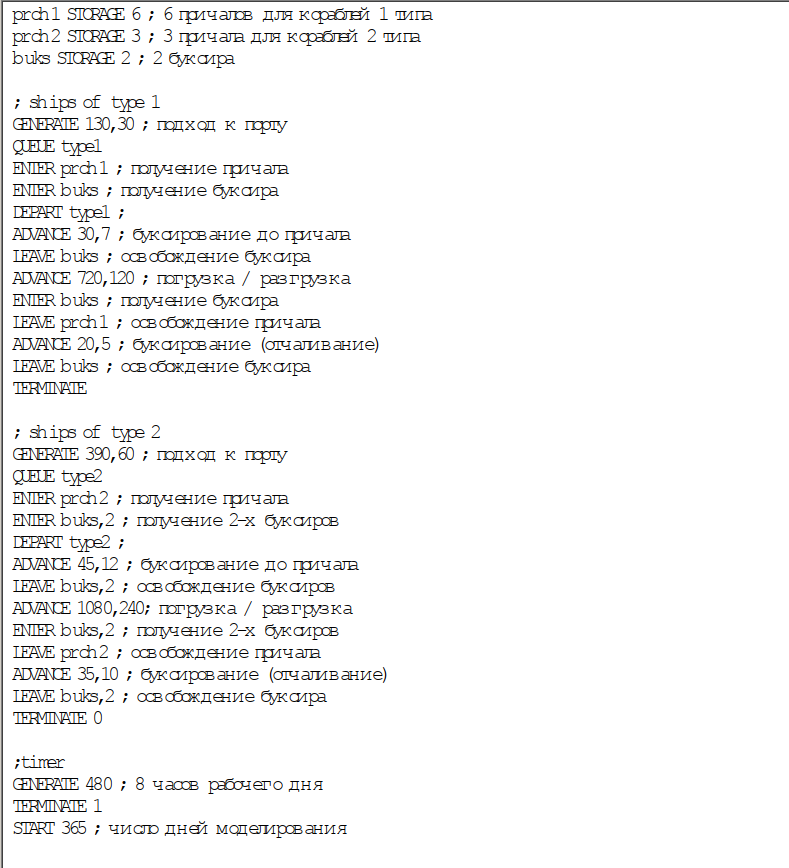 prch1 STORAGE 6 ; 6 причалов для кораблей 1 типа
prch2 STORAGE 3 ; 3 причала для кораблей 2 типа
buks STORAGE 2 ; 2 буксира
; ships of type 1
GENERATE 130,30 ; подход к порту
QUEUE type1
ENTER prch1 ; получение причала
ENTER buks ; получение буксира
DEPART type1 ;
ADVANCE 30,7 ; буксирование до причала
LEAVE buks ; освобождение буксира
ADVANCE 720,120 ; погрузка / разгрузка
ENTER buks ; получение буксира
LEAVE prch1 ; освобождение причала
ADVANCE 20,5 ; буксирование (отчаливание)
LEAVE buks ; освобождение буксира
TERMINATE
; ships of type 2
GENERATE 390,60 ; подход к порту
QUEUE type2
ENTER prch2 ; получение причала
ENTER buks,2 ; получение 2-х буксиров
DEPART type2 ;
ADVANCE 45,12 ; буксирование до причала
LEAVE buks,2 ; освобождение буксиров
ADVANCE 1080,240; погрузка / разгрузка
ENTER buks,2 ; получение 2-х буксиров
LEAVE prch2 ; освобождение причала
ADVANCE 35,10 ; буксирование (отчаливание)
LEAVE buks,2 ; освобождение буксира
TERMINATE 0
;timer
GENERATE 480 ; 8 часов рабочего дня
TERMINATE 1
START 365 ; число дней моделирования